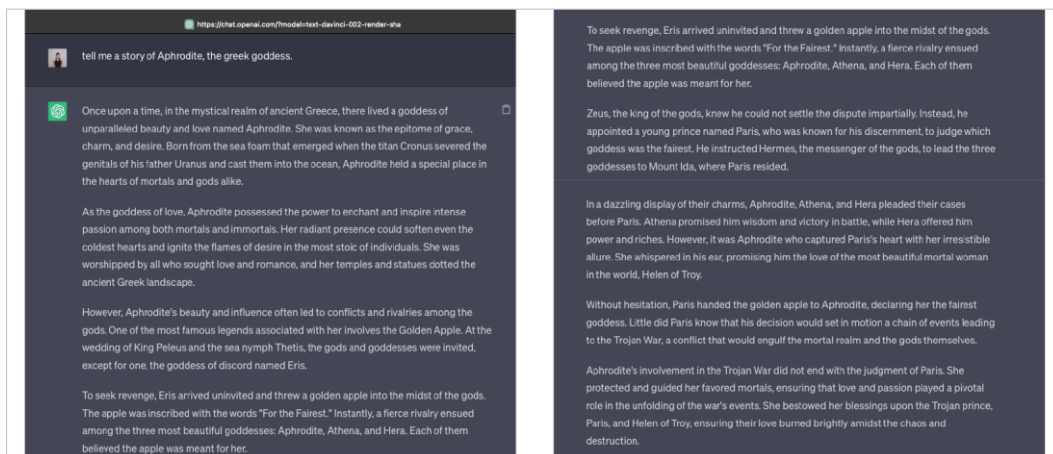 https://chat.openai.com/?model=text-davinci-002-render-sha
tell me a story of Aphrodite, the greek goddess.
Once upon a time, in the mystical realm of ancient Greece, there lived a goddess of
unparalleled beauty and love named Aphrodite. She was known as the epitome of grace,
charm, and desire. Born from the sea foam that emerged when the titan Cronus severed the
genitals of his father Uranus and cast them into the ocean, Aphrodite held a special place in
the hearts of mortals and gods alike.
As the goddess of love, Aphrodite possessed the power to enchant and inspire intense
passion among both mortals and immortals. Her radiant presence could soften even the
coldest hearts and ignite the flames of desire in the most stoic of individuals. She was
worshipped by all who sought love and romance, and her temples and statues dotted the
ancient Greek landscape.
However, Aphrodite's beauty and influence often led to conflicts and rivalries among the
gods. One of the most famous legends associated with her involves the Golden Apple. At the
wedding of King Peleus and the sea nymph Thetis, the gods and goddesses were invited,
except for one, the goddess of discord named Eris.
To seek revenge, Eris arrived uninvited and threw a golden apple into the midst of the gods.
The apple was inscribed with the words "For the Fairest." Instantly, a fierce rivalry ensued
among the three most beautiful goddesses: Aphrodite, Athena, and Hera. Each of them
believed the apple was meant for her.
To seek revenge, Eris arrived uninvited and threw a golden apple into the midst of the gods.
The apple was inscribed with the words "For the Fairest." Instantly, a fierce rivalry ensued
among the three most beautiful goddesses: Aphrodite, Athena, and Hera. Each of them
believed the apple was meant for her.
Zeus, the king of the gods, knew he could not settle the dispute impartially. Instead, he
appointed a young prince named Paris, who was known for his discernment, to judge which
goddess was the fairest. He instructed Hermes, the messenger of the gods, to lead the three
goddesses to Mount Ida, where Paris resided.
In a dazzling display of their charms, Aphrodite, Athena, and Hera pleaded their cases
before Paris. Athena promised him wisdom and victory in battle, while Hera offered him
power and riches. However, it was Aphrodite who captured Paris's heart with her irresistible
allure. She whispered in his ear, promising him the love of the most beautiful mortal woman
in the world, Helen of Troy.
Without hesitation, Paris handed the golden apple to Aphrodite, declaring her the fairest
goddess. Little did Paris know that his decision would set in motion a chain of events leading
to the Trojan War, a conflict that would engulf the mortal realm and the gods themselves.
Aphrodite's involvement in the Trojan War did not end with the judgment of Paris. She
protected and guided her favored mortals, ensuring that love and passion played a pivotal
role in the unfolding of the war's events. She bestowed her blessings upon the Trojan prince,
Paris, and Helen of Troy, ensuring their love burned brightly amidst the chaos and
destruction.